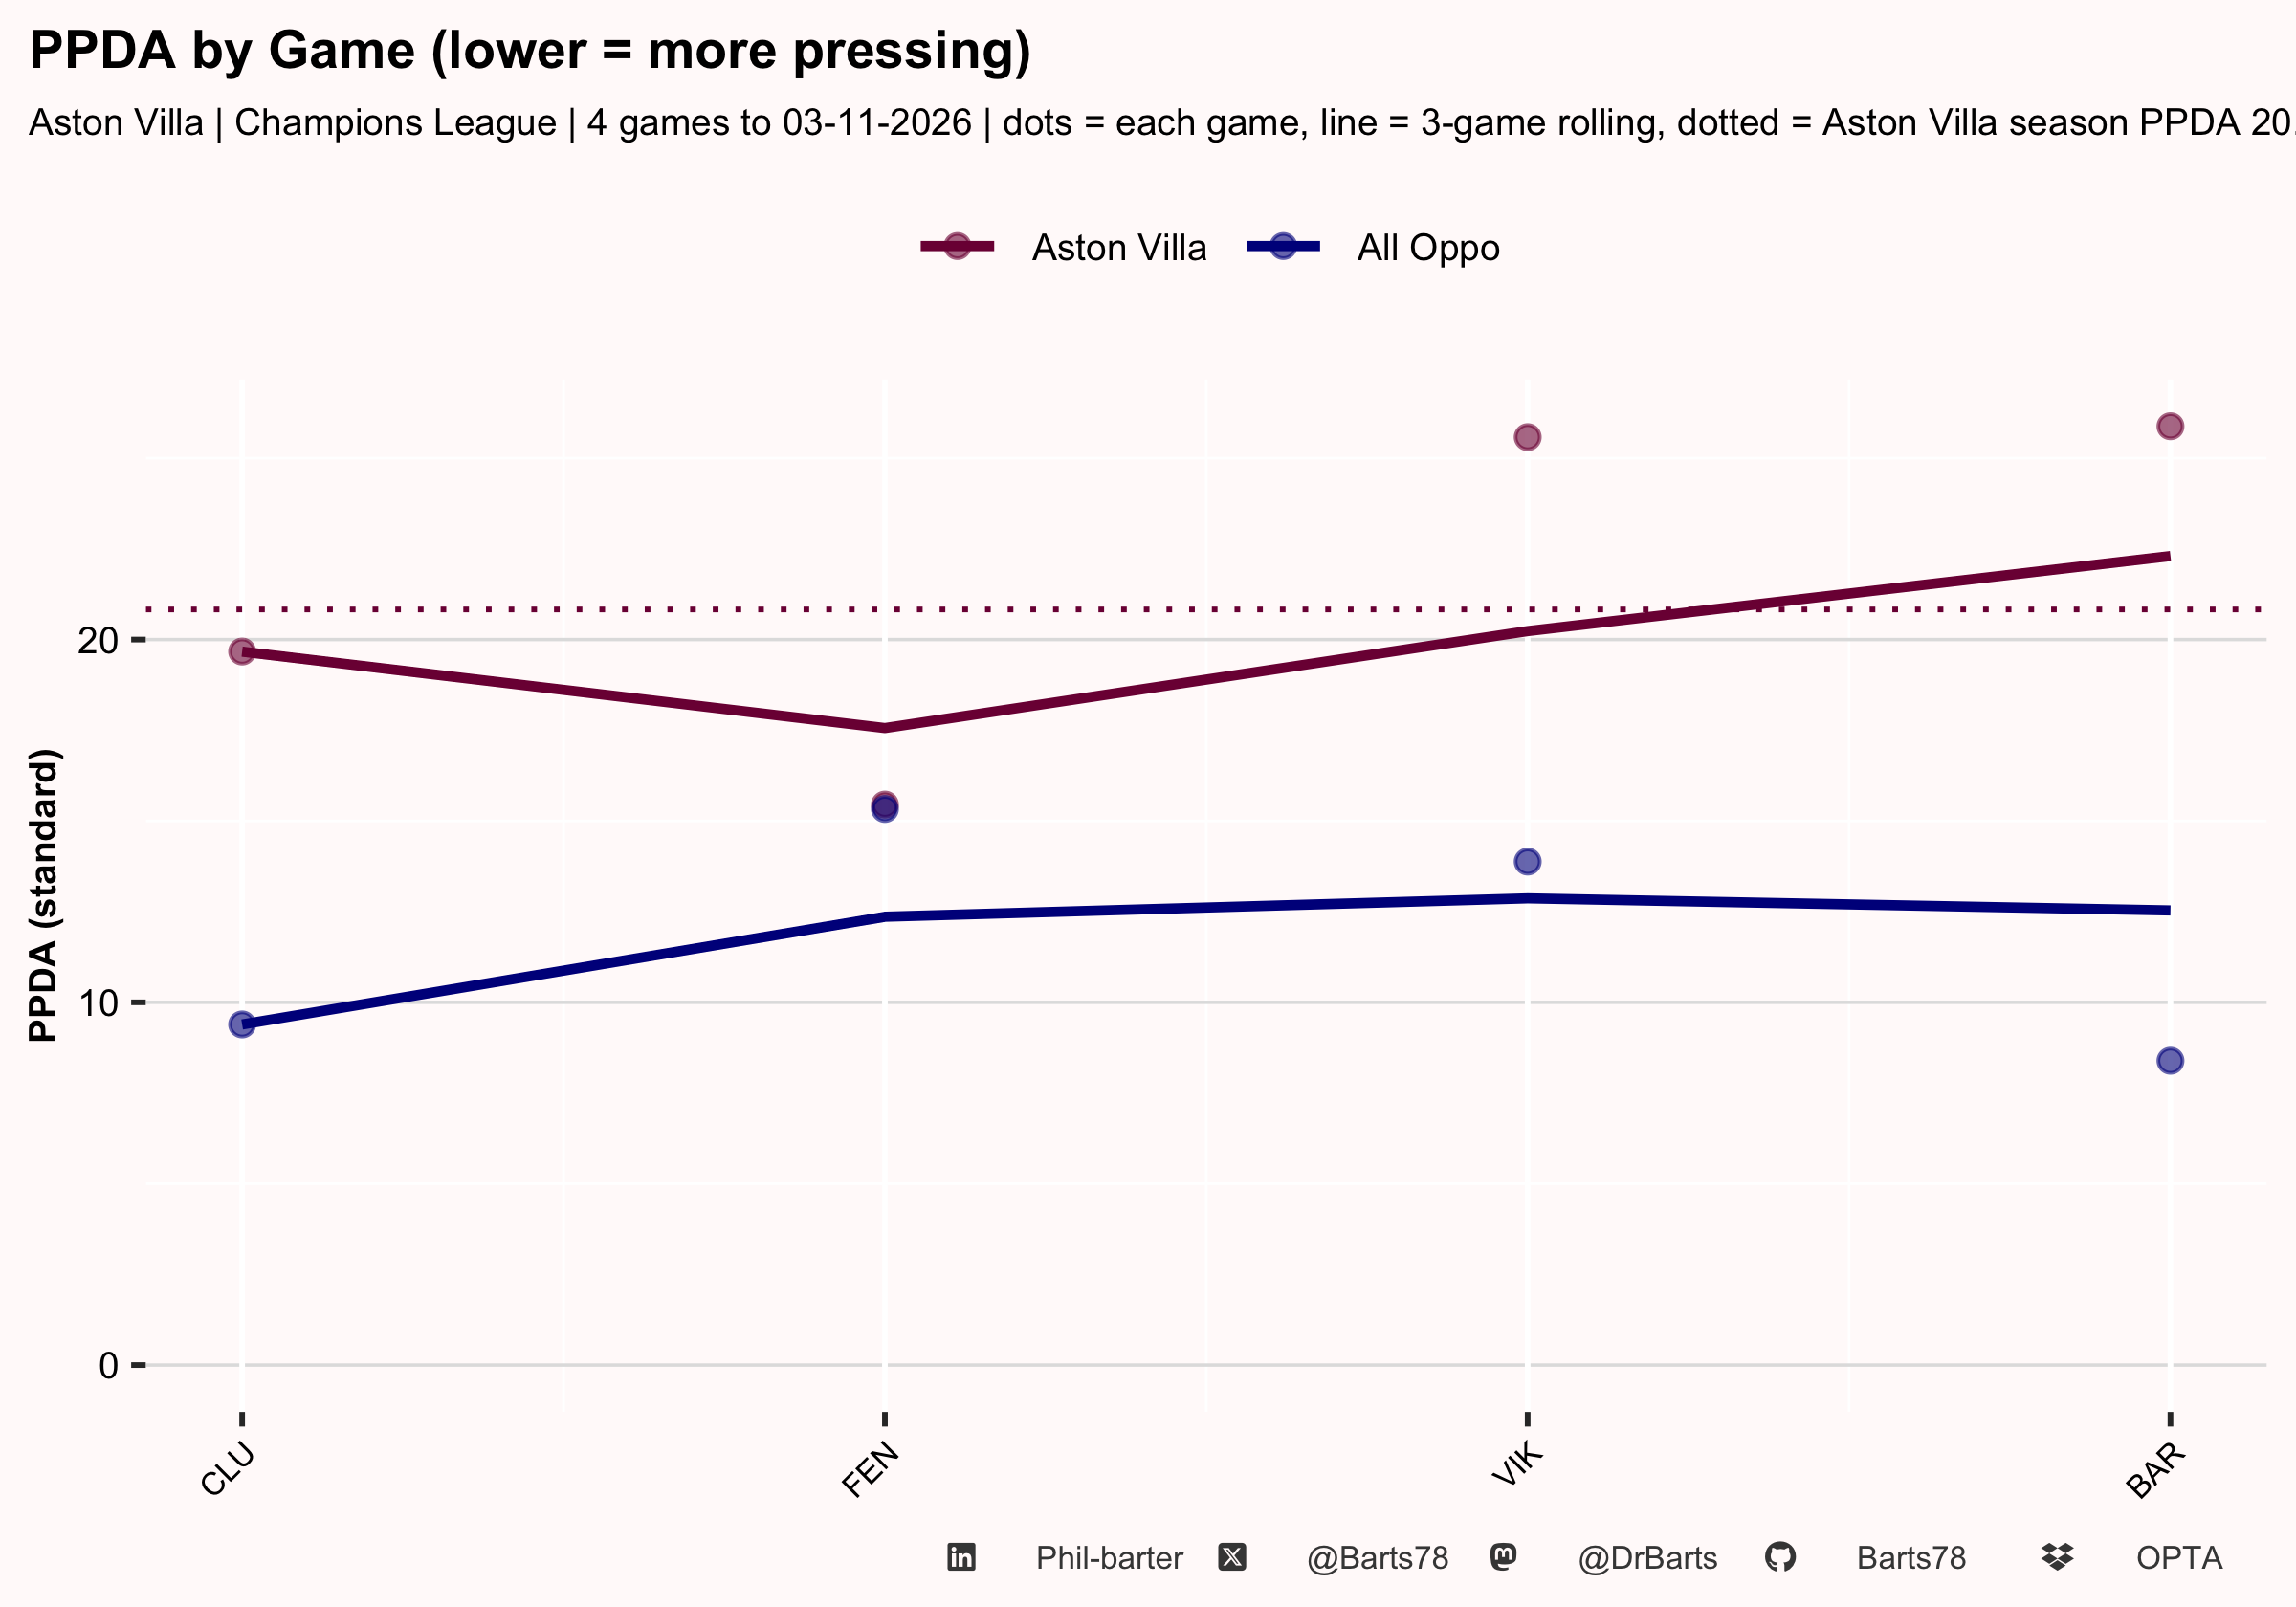 PPDA by Game (lower = more pressing)
Aston Villa | Champions League | 4 games to 03-11-2026 | dots = each game, line = 3-game rolling, dotted = Aston Villa season PPDA 20.
Aston Villa All Oppo
PPDA (standard)
20
10
0
CLU FEN VIK BAR
Phil-barter @Barts78 @DrBarts Barts78 OPTA